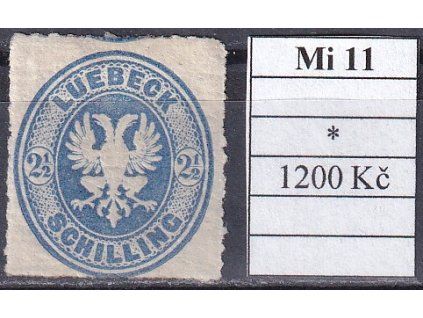 LUEBECK
2½ 2½
SCHILLING
Mi 11
*
1200 Kč